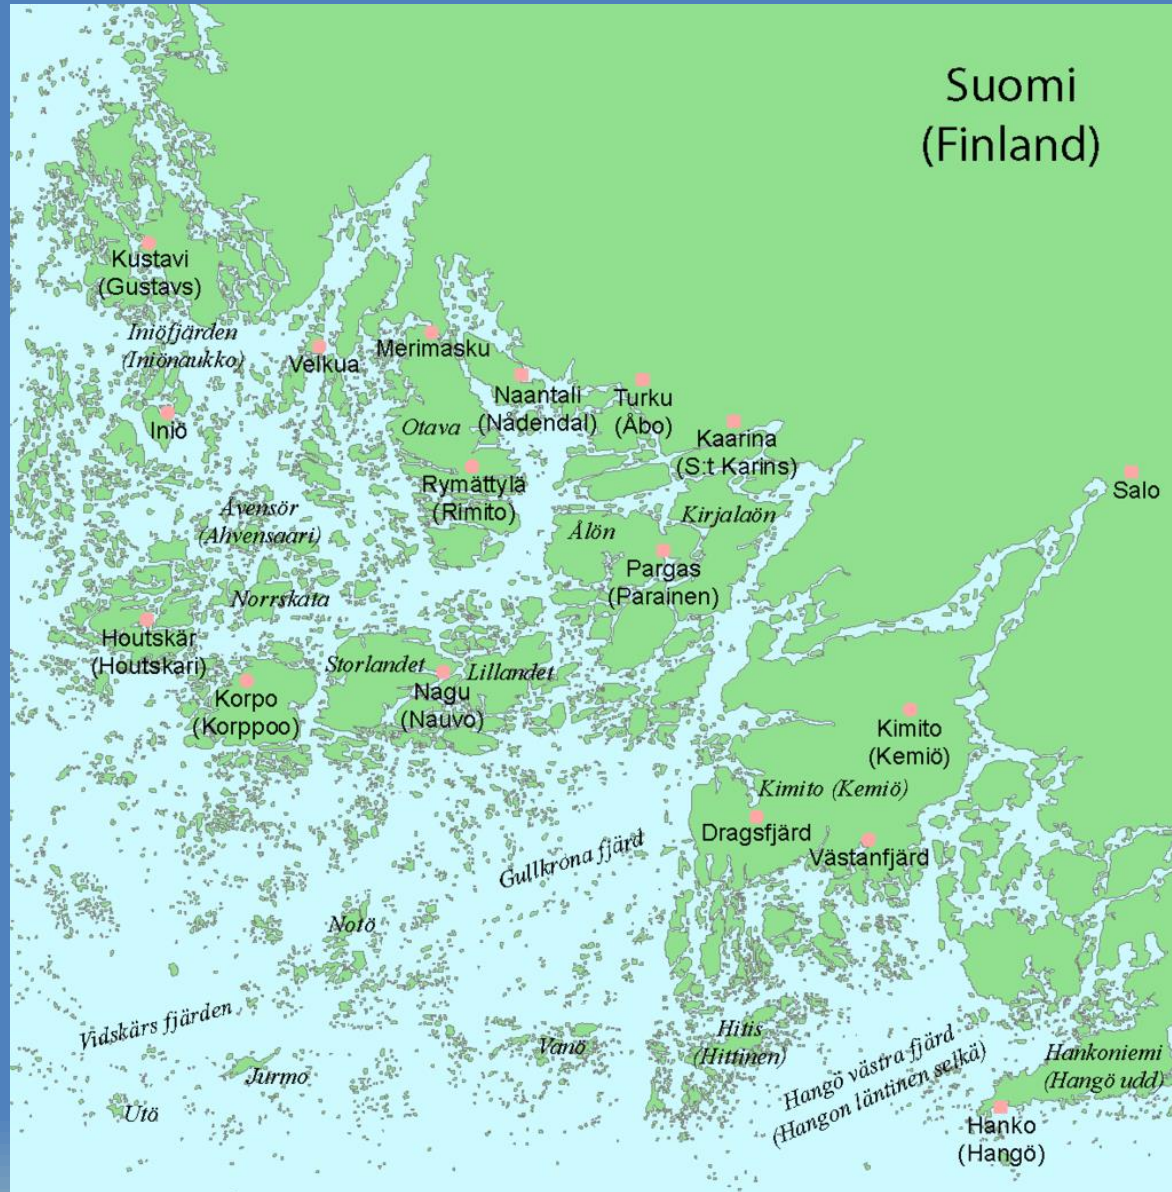 Suomi
(Finland)
Kustavi
(Gustavs)
Iniöfjärden
(Iniönaukko)
Velkua
Merimasku
Naantali
(Nådendal)
Turku
(Åbo)
Iniö
Otava
Kaarina
(S:t Karins)
Rymättylä
(Rimito)
Salo
Åvensör
(Ahvensaari)
Ålön
Kirjalaön
Pargas
(Parainen)
Norrskata
Houtskär
(Houtskari)
Storlandet
Lillandet
Nagu
(Nauvo)
Korpo
(Korppoo)
Kimito
(Kemiö)
Kimito (Kemiö)
Dragsfjärd
Västanfjärd
Gullkrona fjärd
Notö
Vidskärs fjärden
Vanö
Hitis
(Hittinen)
Jurmo
Utö
Hangö västra fjärd
(Hangon läntinen selkä)
Hankoniemi
(Hangö udd)
Hanko
(Hangö)